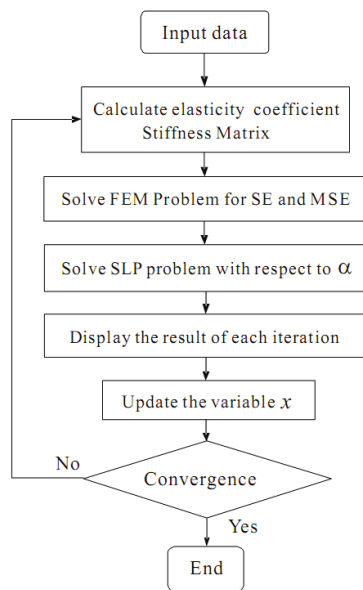 Input data
Calculate elasticity coefficient
Stiffness Matrix
Solve FEM Problem for SE and MSE
Solve SLP problem with respect to α
Display the result of each iteration
Update the variable x
No
Convergence
Yes
End